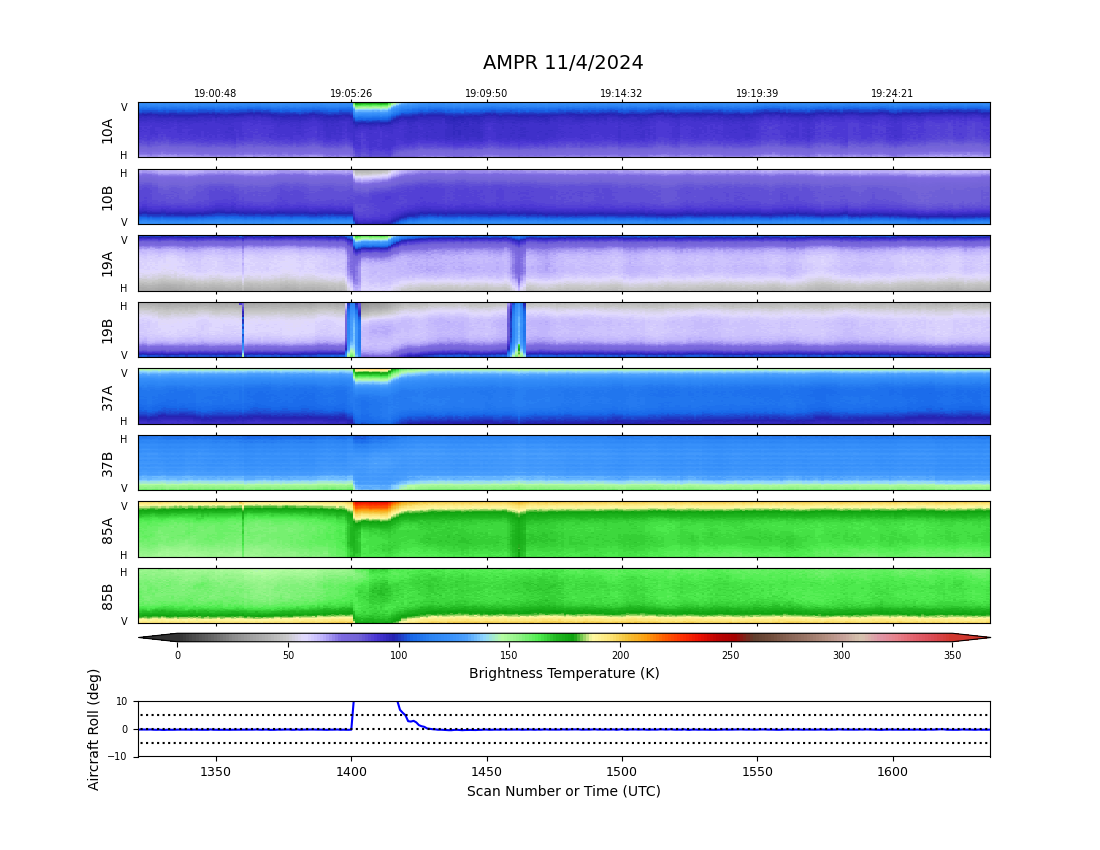 AMPR 11/4/2024
19:00:48 19:05:26 19:09:50 19:14:32 19:19:39 19:24:21
V
10A
H
H
10B
V
V
19A
H
H
19B
V
V
37A
H
H
37B
V
V
85A
H
H
85B
V
0 50 100 150 200 250 300 350
Brightness Temperature (K)
Aircraft Roll (deg)
10
0
−10
1350 1400 1450 1500 1550 1600
Scan Number or Time (UTC)